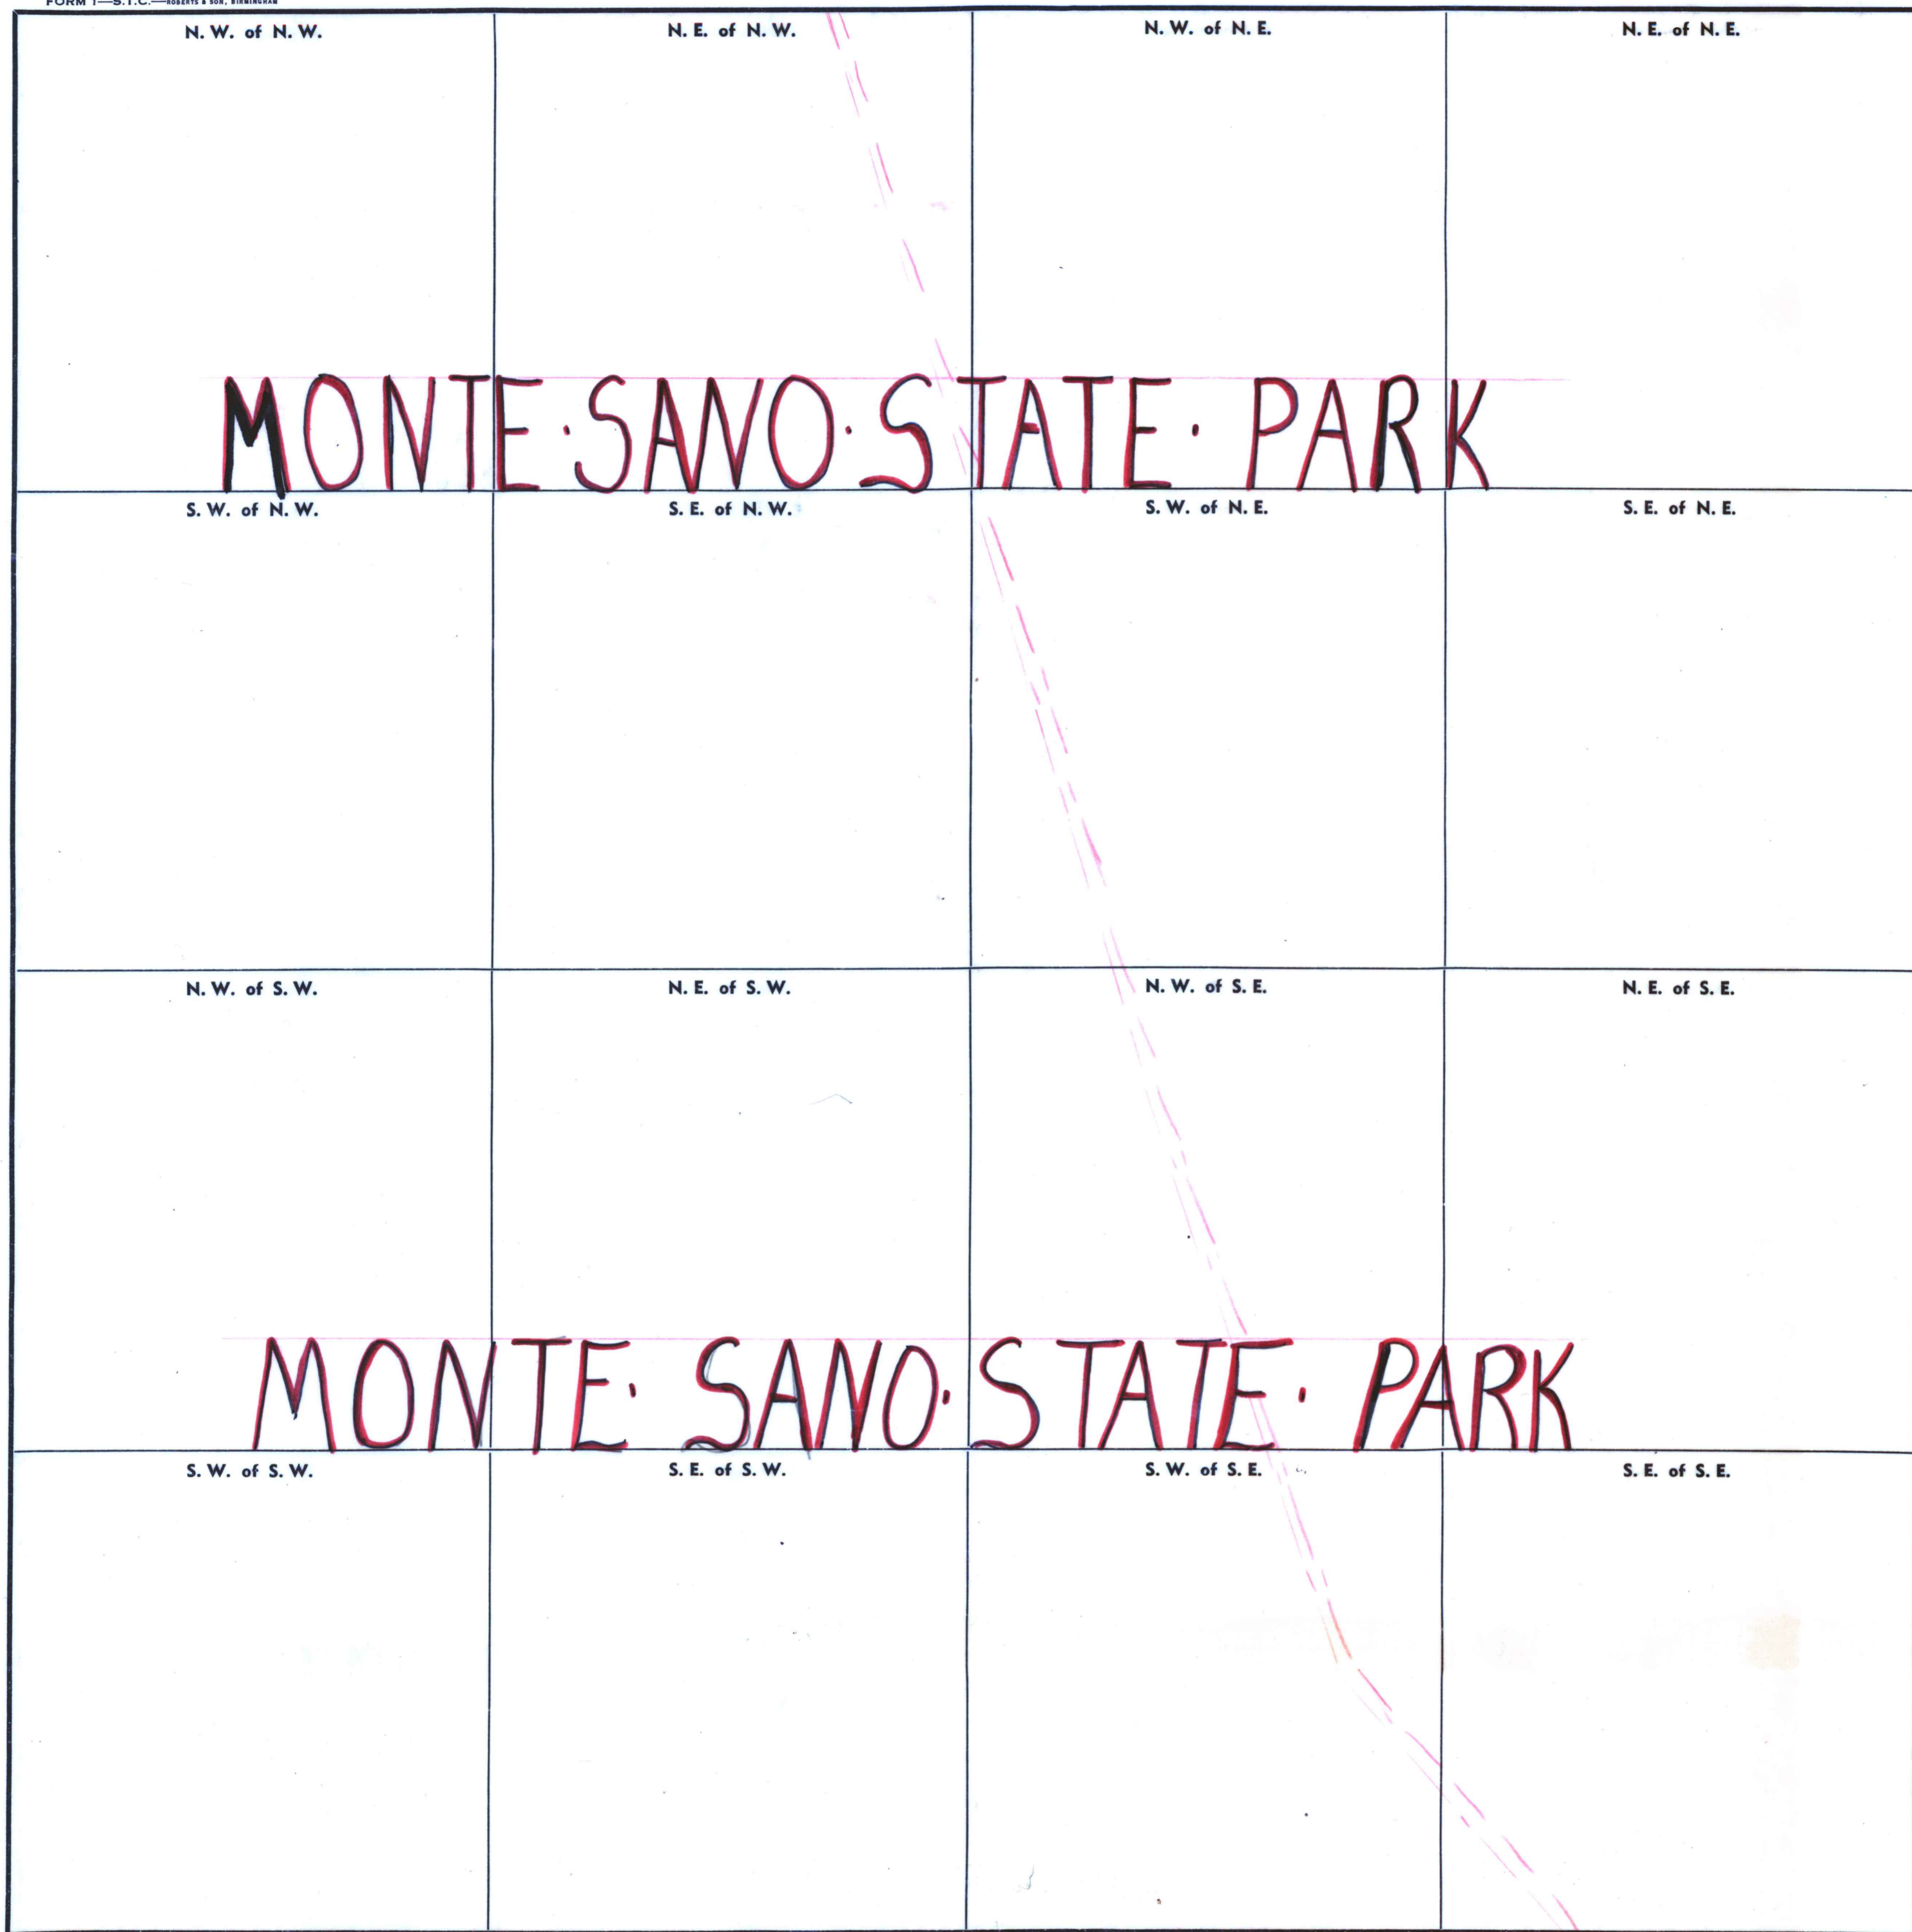 FORM 1—S.T.C.—ROBERTS & SON, BIRMINGHAM
N. W. of N. W. N. E. of N. W. N. W. of N. E. N. E. of N. E.
MONTE·SANO·STATE· PARK
S. W. of N. W. S. E. of N. W. S. W. of N. E. S. E. of N. E.
N. W. of S. W. N. E. of S. W. N. W. of S. E. N. E. of S. E.
MONTE· SANO·STATE· PARK
S. W. of S. W. S. E. of S. W. S. W. of S. E. S. E. of S. E.